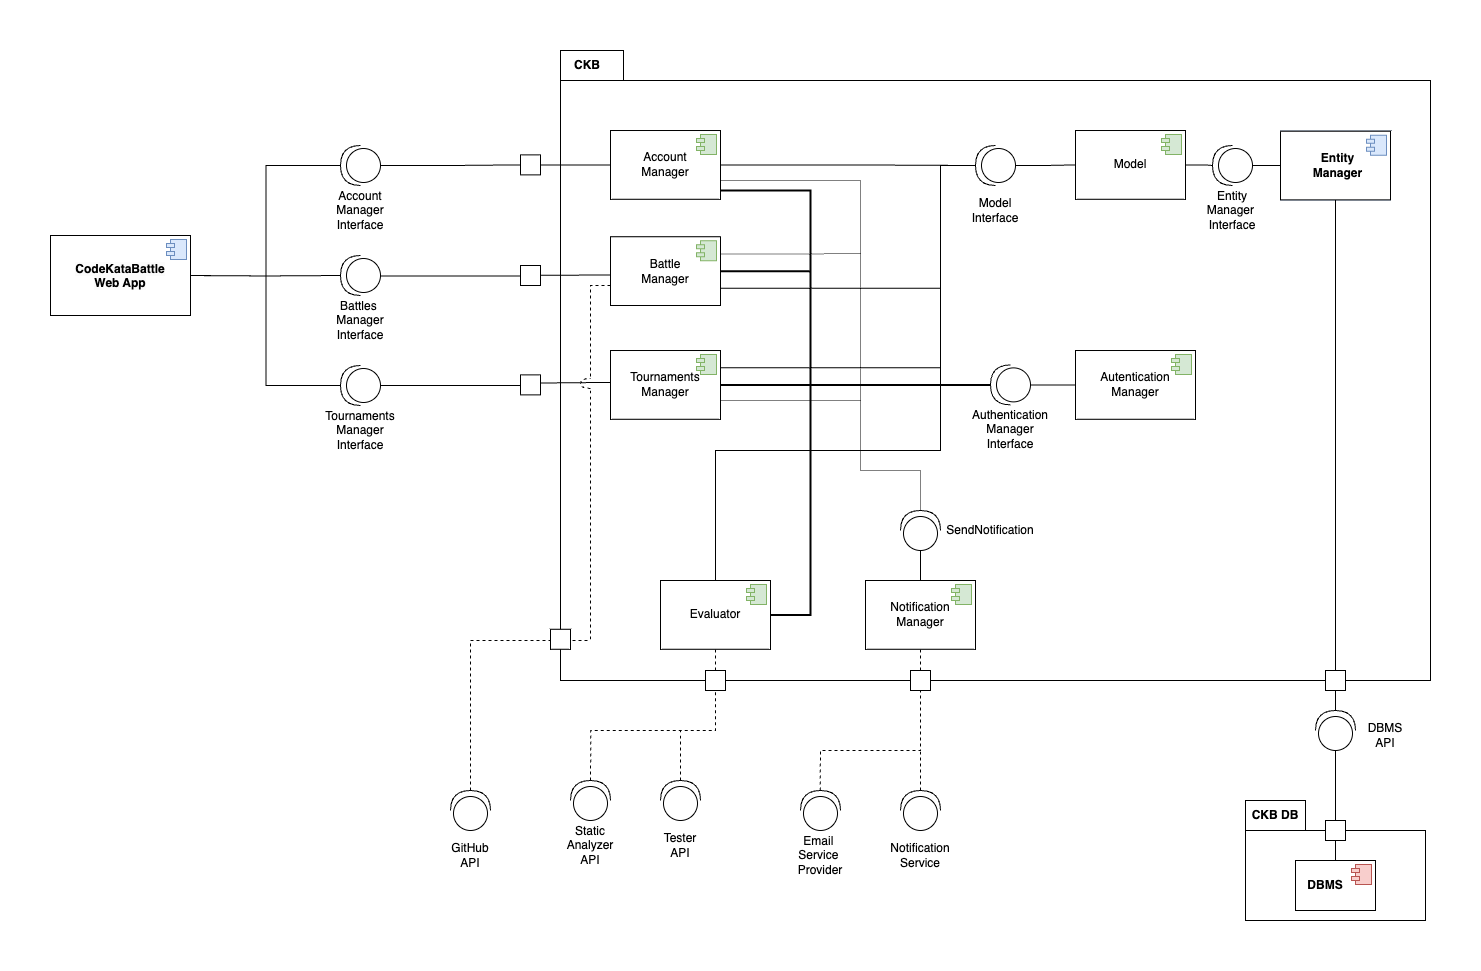 CKB
Account
Manager
Model
Entity
Manager
Account
Manager
Interface
Model
Interface
Entity
Manager
Interface
CodeKataBattle
Web App
Battle
Manager
Battles
Manager
Interface
Tournaments
Manager
Autentication
Manager
Tournaments
Manager
Interface
Authentication
Manager
Interface
SendNotification
Evaluator
Notification
Manager
DBMS
API
CKB DB
GitHub
API
Static
Analyzer
API
Tester
API
Email
Service
Provider
Notification
Service
DBMS